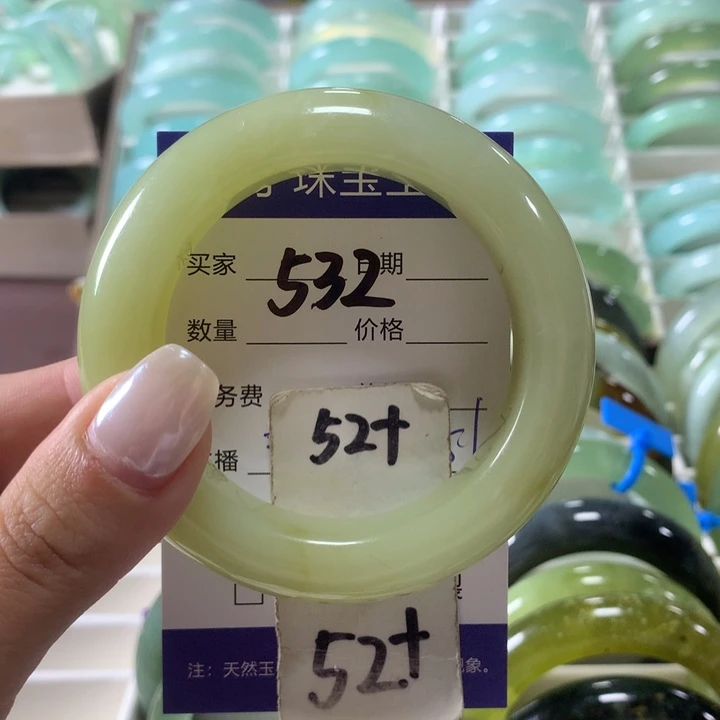 珠宝玉
买家 532 日期
数量 价格
务费
52+
播
52+
注：天然玉 象。